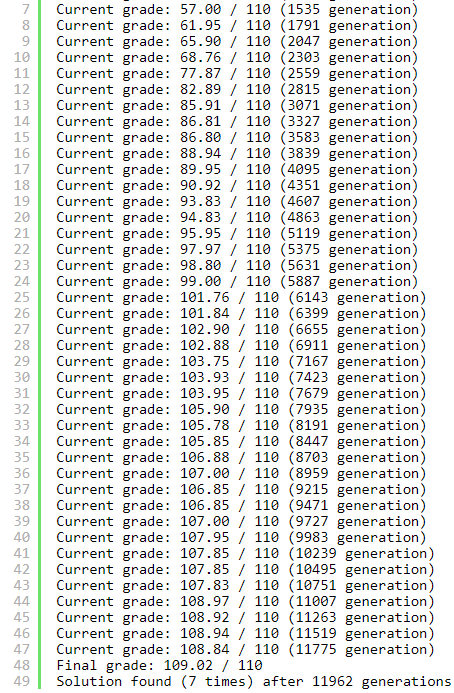 7 Current grade: 57.00 / 110 (1535 generation)
8 Current grade: 61.95 / 110 (1791 generation)
9 Current grade: 65.90 / 110 (2047 generation)
10 Current grade: 68.76 / 110 (2303 generation)
11 Current grade: 77.87 / 110 (2559 generation)
12 Current grade: 82.89 / 110 (2815 generation)
13 Current grade: 85.91 / 110 (3071 generation)
14 Current grade: 86.81 / 110 (3327 generation)
15 Current grade: 86.80 / 110 (3583 generation)
16 Current grade: 88.94 / 110 (3839 generation)
17 Current grade: 89.95 / 110 (4095 generation)
18 Current grade: 90.92 / 110 (4351 generation)
19 Current grade: 93.83 / 110 (4607 generation)
20 Current grade: 94.83 / 110 (4863 generation)
21 Current grade: 95.95 / 110 (5119 generation)
22 Current grade: 97.97 / 110 (5375 generation)
23 Current grade: 98.80 / 110 (5631 generation)
24 Current grade: 99.00 / 110 (5887 generation)
25 Current grade: 101.76 / 110 (6143 generation)
26 Current grade: 101.84 / 110 (6399 generation)
27 Current grade: 102.90 / 110 (6655 generation)
28 Current grade: 102.88 / 110 (6911 generation)
29 Current grade: 103.75 / 110 (7167 generation)
30 Current grade: 103.93 / 110 (7423 generation)
31 Current grade: 103.95 / 110 (7679 generation)
32 Current grade: 105.90 / 110 (7935 generation)
33 Current grade: 105.78 / 110 (8191 generation)
34 Current grade: 105.85 / 110 (8447 generation)
35 Current grade: 106.88 / 110 (8703 generation)
36 Current grade: 107.00 / 110 (8959 generation)
37 Current grade: 106.85 / 110 (9215 generation)
38 Current grade: 106.85 / 110 (9471 generation)
39 Current grade: 107.00 / 110 (9727 generation)
40 Current grade: 107.95 / 110 (9983 generation)
41 Current grade: 107.85 / 110 (10239 generation)
42 Current grade: 107.85 / 110 (10495 generation)
43 Current grade: 107.83 / 110 (10751 generation)
44 Current grade: 108.97 / 110 (11007 generation)
45 Current grade: 108.92 / 110 (11263 generation)
46 Current grade: 108.94 / 110 (11519 generation)
47 Current grade: 108.84 / 110 (11775 generation)
48 Final grade: 109.02 / 110
49 Solution found (7 times) after 11962 generations